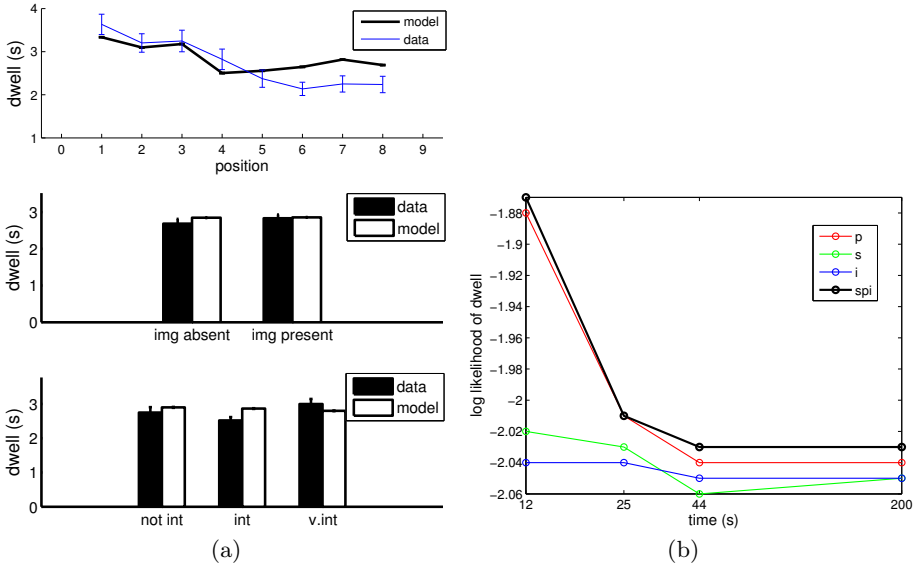 4
3
2
1
dwell (s)
model
data
0 1 2 3 4 5 6 7 8 9
position
3
2
1
0
dwell (s)
data
model
img absent img present
3
2
1
0
dwell (s)
data
model
not int int v.int
(a)
−1.88
−1.9
−1.92
−1.94
−1.96
−1.98
−2
−2.02
−2.04
−2.06
log likelihood of dwell
p
s
i
spi
12 25 44 200
time (s)
(b)